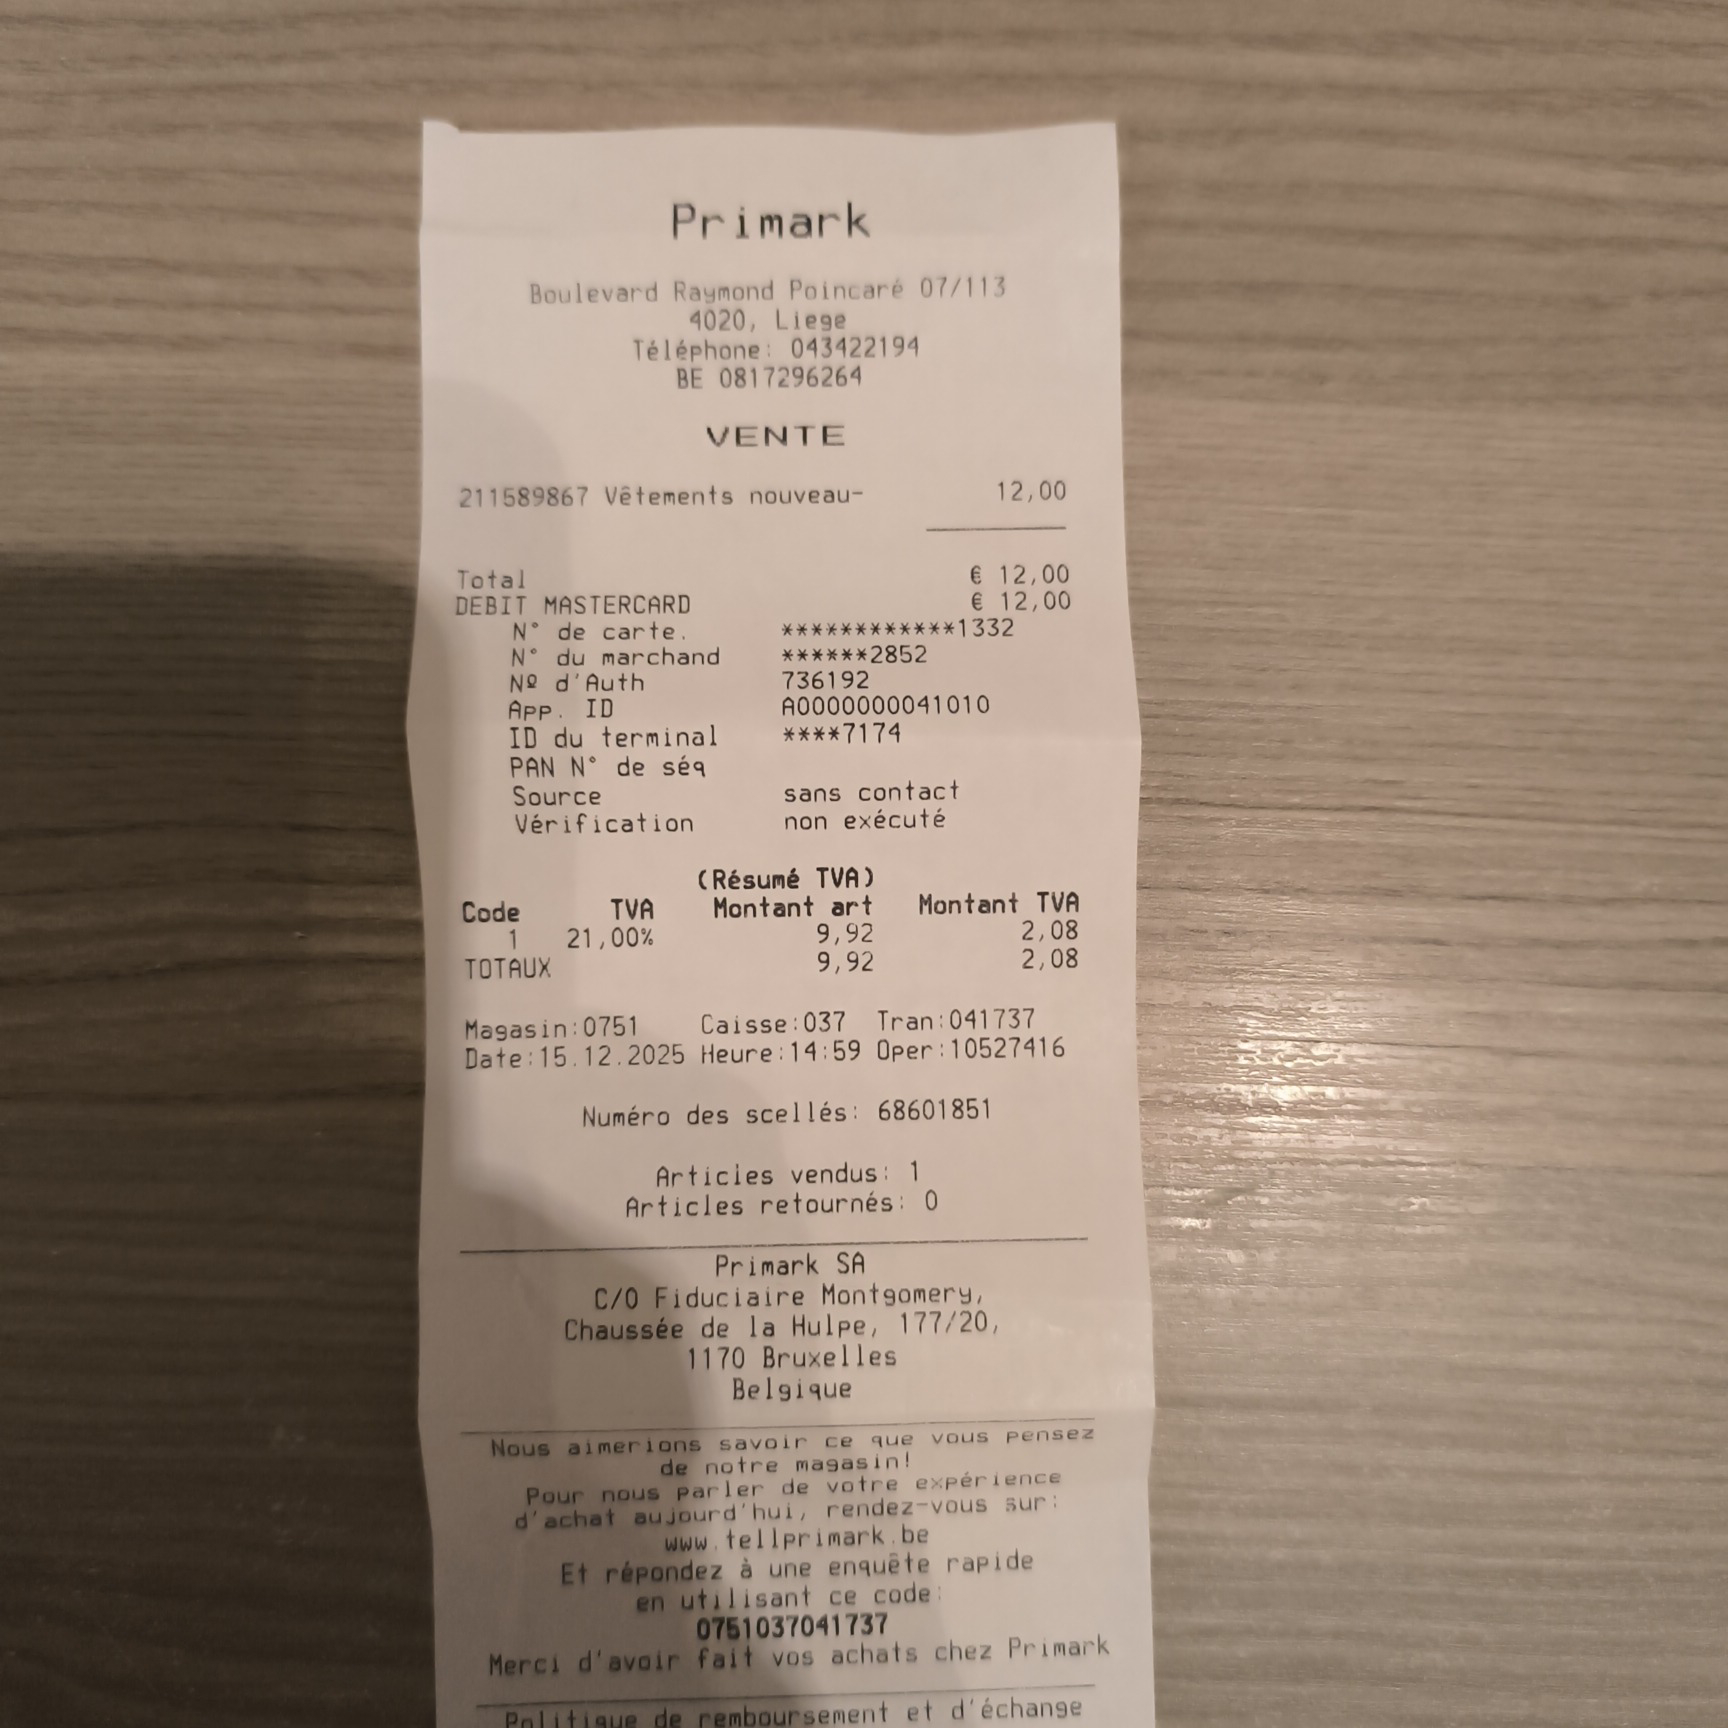 Primark
Boulevard Raymond Poincaré 07/113
4020, Liege
Téléphone: 043422194
BE 0817296264
VENTE
211589867 Vêtements nouveau- 12,00
Total € 12,00
DEBIT MASTERCARD € 12,00
N° de carte. ************1332
N° du marchand ******2852
Nº d'Auth 736192
App. ID A0000000041010
ID du terminal ****7174
PAN N° de séq
Source sans contact
Vérification non exécuté
(Résumé TVA)
Code TVA Montant art Montant TVA
1 21,00% 9,92 2,08
TOTAUX 9,92 2,08
Magasin:0751 Caisse:037 Tran:041737
Date:15.12.2025 Heure:14:59 Oper:10527416
Numéro des scellés: 68601851
Articles vendus: 1
Articles retournés: 0
Primark SA
C/O Fiduciaire Montgomery,
Chaussée de la Hulpe, 177/20,
1170 Bruxelles
Belgique
Nous aimerions savoir ce que vous pensez
de notre magasin!
Pour nous parler de votre expérience
d'achat aujourd'hui, rendez-vous sur:
www.tellprimark.be
Et répondez à une enquête rapide
en utilisant ce code:
0751037041737
Merci d'avoir fait vos achats chez Primark
Politique de remboursement et d'échange